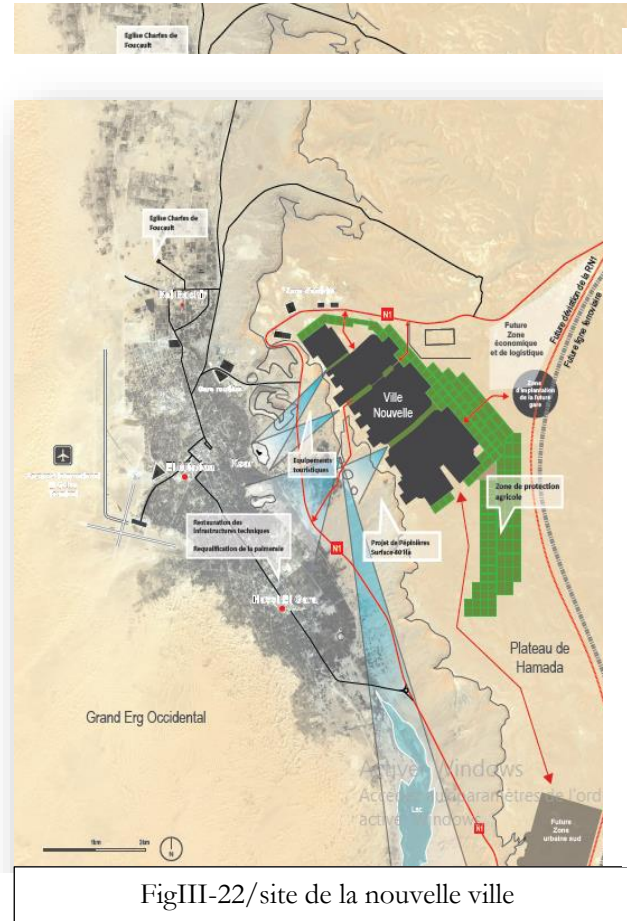 Eglise Charles de
Foucault
Eglise Charles de
Foucault
N1
Future
Zone
économique
et de logistique
Future déviation de la RN1
Future ligne ferroviaire
Zone
d'implantation
de la future
gare
Ville
Nouvelle
Gare routière
Equipements
touristiques
Zone de protection
agricole
Restauration des
infrastructures techniques
Requalification de la palmeraie
N1
Projet de Pépinières
Surface
Hassi El Gara
Plateau de
Hamada
Grand Erg Occidental
Activer Windows
Accédez aux paramètres de l'ord
activer Windows.
Lac
N1
Future
Zone
urbaine sud
1km
N
FigIII-22/site de la nouvelle ville